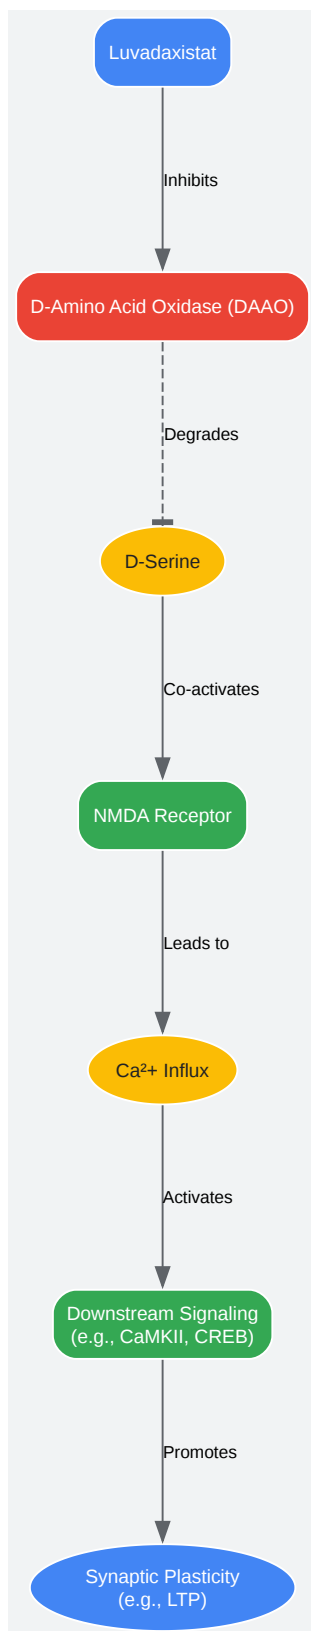 Luvadaxistat
Inhibits
D-Amino Acid Oxidase (DAAO)
Degrades
D-Serine
Co-activates
NMDA Receptor
Leads to
Ca²+ Influx
Activates
Downstream Signaling
(e.g., CaMKII, CREB)
Promotes
Synaptic Plasticity
(e.g., LTP)